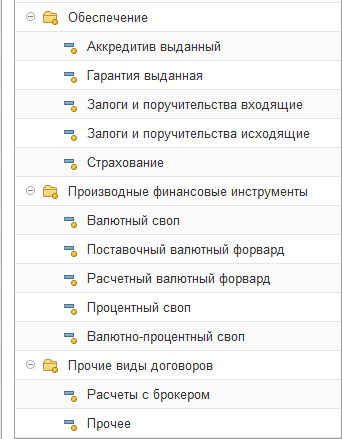 Обеспечение
Аккредитив выданный
Гарантия выданная
Залоги и поручительства входящие
Залоги и поручительства исходящие
Страхование
Производные финансовые инструменты
Валютный своп
Поставочный валютный форвард
Расчетный валютный форвард
Процентный своп
Валютно-процентный своп
Прочие виды договоров
Расчеты с брокером
Прочее